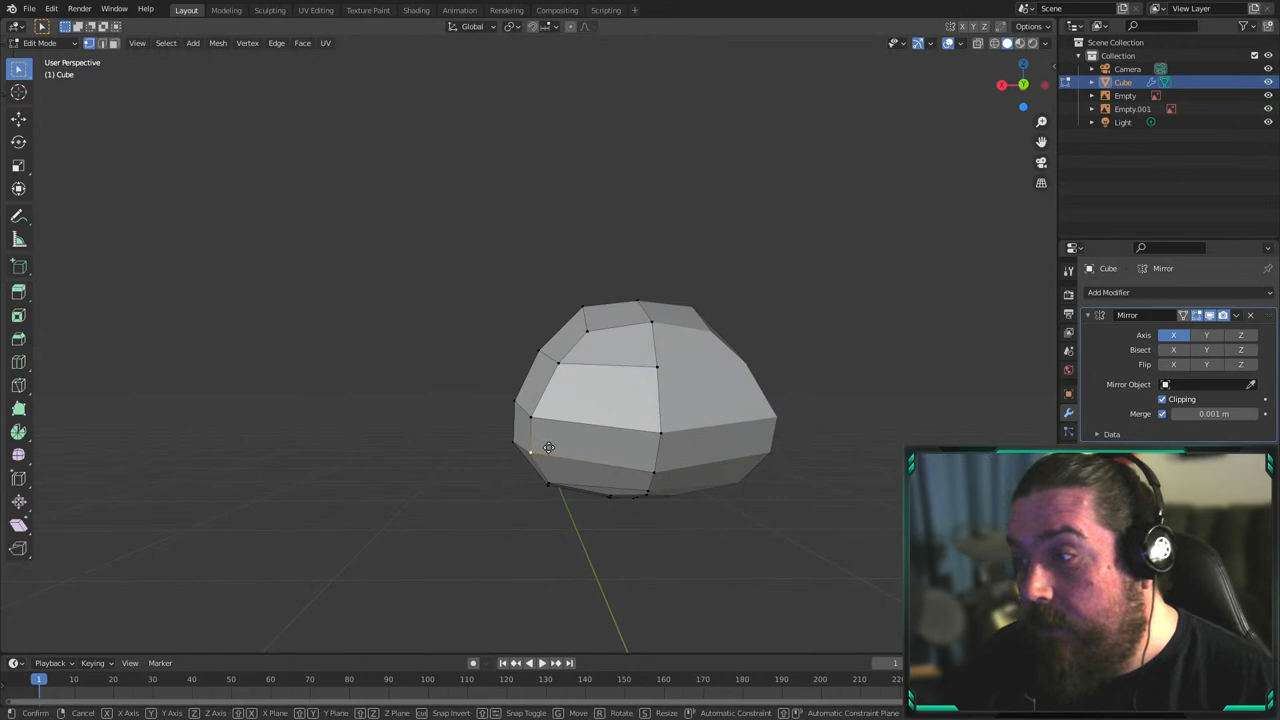 File Edit Render Window Help Layout Modeling Sculpting UV Editing Texture Paint Shading Animation Rendering Compositing Scripting + Scene View Layer
Global X Y Z Options
Edit Mode View Select Add Mesh Vertex Edge Face UV
User Perspective
(1) Cube
Z
X Y
Scene Collection
Collection
Camera
Cube
Empty
Empty.001
Light
Cube Mirror
Add Modifier
Mirror
Axis X Y Z
Bisect X Y Z
Flip X Y Z
Mirror Object
Clipping
Merge 0.001 m
Data
Playback Keying View Marker 1
1 10 20 30 40 50 60 70 80 90 100 110 120 130 140 150 160 170 180 190 200 210 220
Confirm Cancel X X Axis Y Y Axis Z Z Axis X X Plane Y Y Plane Z Z Plane Ctrl Snap Invert Snap Toggle G Move R Rotate S Resize Automatic Constraint Automatic Constraint Plane